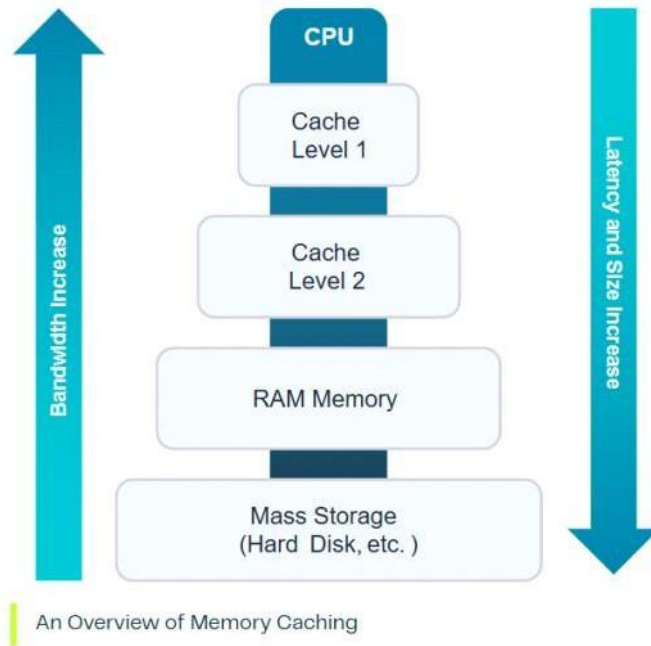 CPU
Cache
Level 1
Cache
Level 2
RAM Memory
Mass Storage
(Hard Disk, etc. )
Bandwidth Increase
Latency and Size Increase
An Overview of Memory Caching